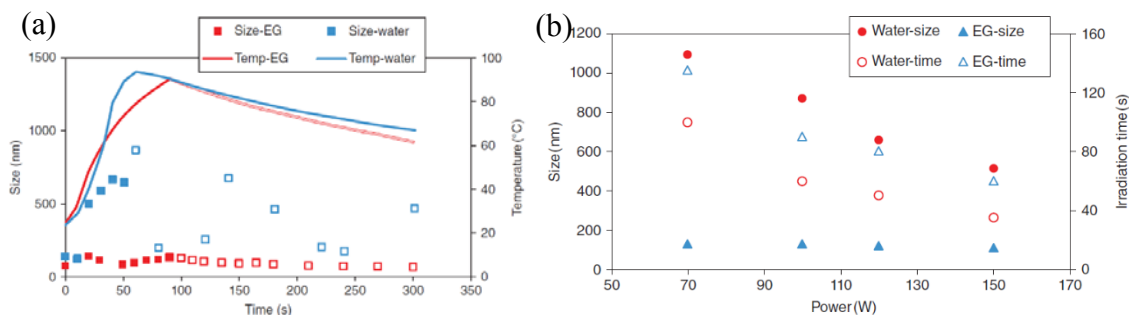 (a)
Size-EG Size-water
Temp-EG Temp-water
1500 100
80
1000
60
40
500
20
0 0
0 50 100 150 200 250 300 350
Size (nm)
Temperature (°C)
Time (s)
(b)
Water-size EG-size
Water-time EG-time
1200 160
1000
120
800
600 80
400
40
200
0 0
50 70 90 110 130 150 170
Size (nm)
Irradiation time (s)
Power (W)